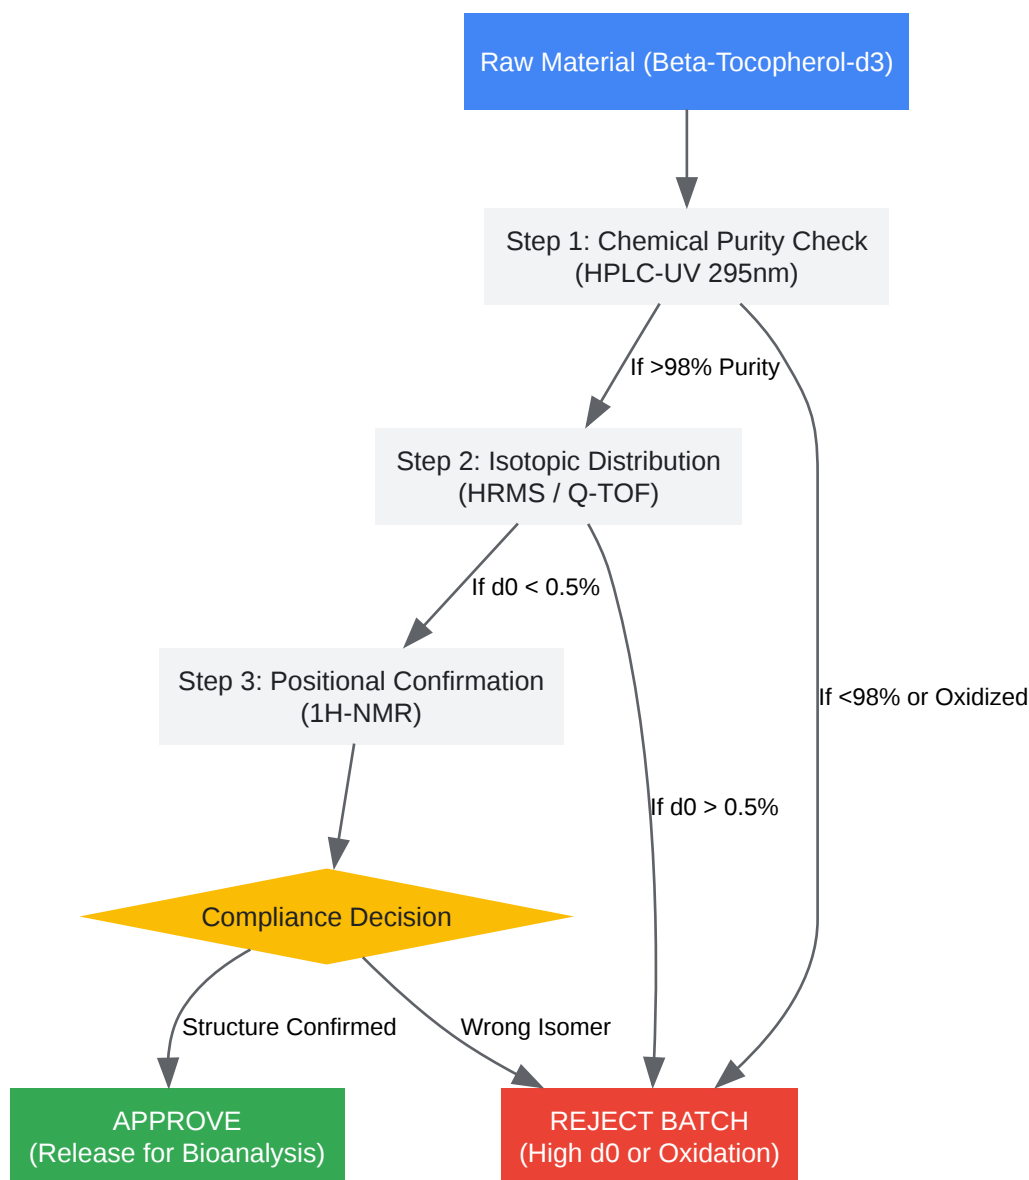 Raw Material (Beta-Tocopherol-d3)
Step 1: Chemical Purity Check
(HPLC-UV 295nm)
If >98% Purity
Step 2: Isotopic Distribution
(HRMS / Q-TOF)
If d0 < 0.5%
Step 3: Positional Confirmation
(1H-NMR)
If <98% or Oxidized
If d0 > 0.5%
Compliance Decision
Structure Confirmed
Wrong Isomer
APPROVE
(Release for Bioanalysis)
REJECT BATCH
(High d0 or Oxidation)